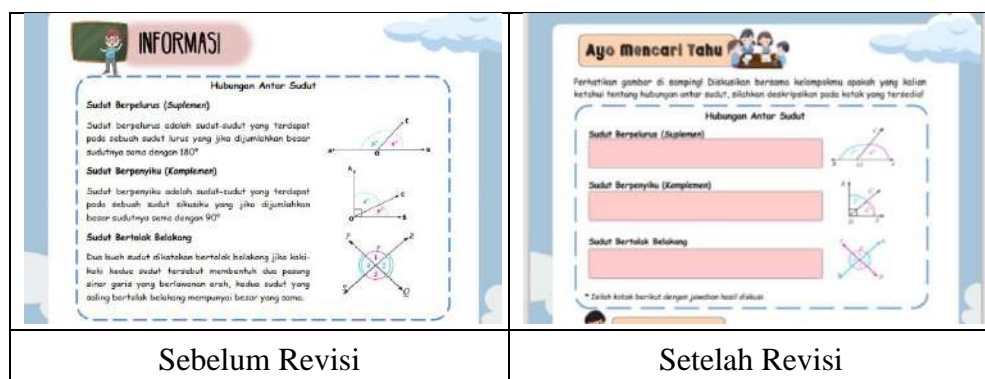 INFORMASI
Hubungan Antar Sudut
Sudut Berpelurus (Suplemen)
Sudut berpelurus adalah sudut-sudut yang terdapat
pada sebuah sudut lurus yang jika dijumlahkan besar
sudutnya sama dengan 180°
Sudut Berpenyiku (Komplemen)
Sudut berpenyiku adalah sudut-sudut yang terdapat
pada sebuah sudut sikusiku yang jika dijumlahkan
besar sudutnya sama dengan 90°
Sudut Bertolak Belakang
Dua buah sudut dikatakan bertolak belakang jika kaki-
kaki kedua sudut tersebut membentuk dua pasang
sinar garis yang berlawanan arah, kedua sudut yang
saling bertolak belakang mempunyai besar yang sama.
Sebelum Revisi
Ayo Mencari Tahu
Perhatikan gambar di samping! Diskusikan bersama kelompokmu apakah yang kalian
ketahui tentang hubungan antar sudut, silahkan deskripsikan pada kotak yang tersedia!
Hubungan Antar Sudut
Sudut Berpelurus (Suplemen)
Sudut Berpenyiku (Komplemen)
Sudut Bertolak Belakang
* Isilah kotak berikut dengan jawaban hasil diskusi
Setelah Revisi